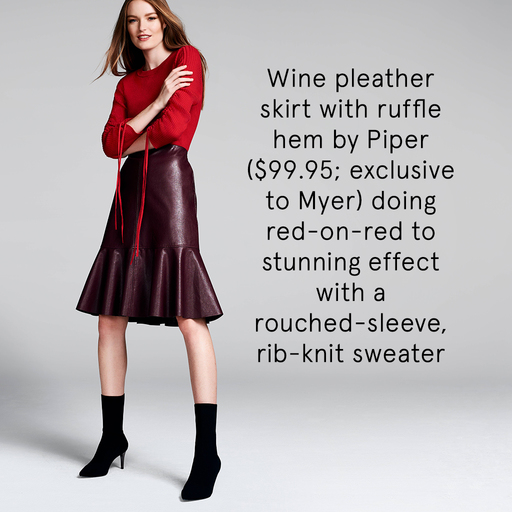 Wine pleather
skirt with ruffle
hem by Piper
($99.95; exclusive
to Myer) doing
red-on-red to
stunning effect
with a
rouched-sleeve,
rib-knit sweater